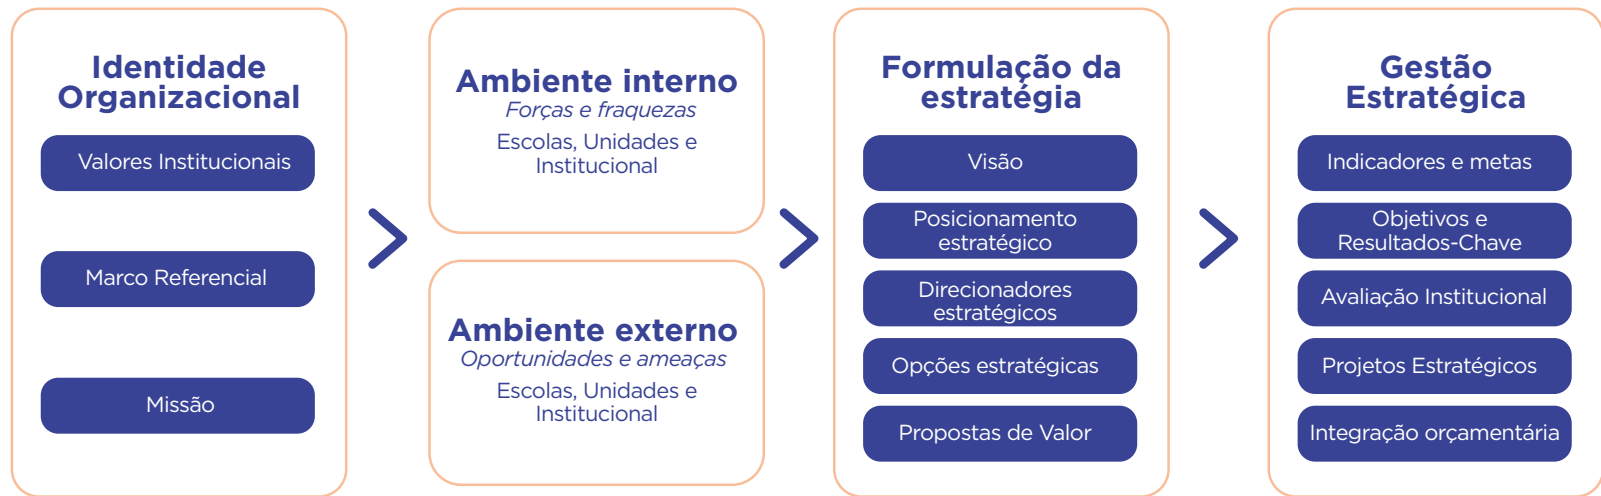 Identidade
Organizacional
Valores Institucionais
Marco Referencial
Missão
Ambiente interno
Forças e fraquezas
Escolas, Unidades e
Institucional
Ambiente externo
Oportunidades e ameaças
Escolas, Unidades e
Institucional
Formulação da
estratégia
Visão
Posicionamento
estratégico
Direcionadores
estratégicos
Opções estratégicas
Propostas de Valor
Gestão
Estratégica
Indicadores e metas
Objetivos e
Resultados-Chave
Avaliação Institucional
Projetos Estratégicos
Integração orçamentária